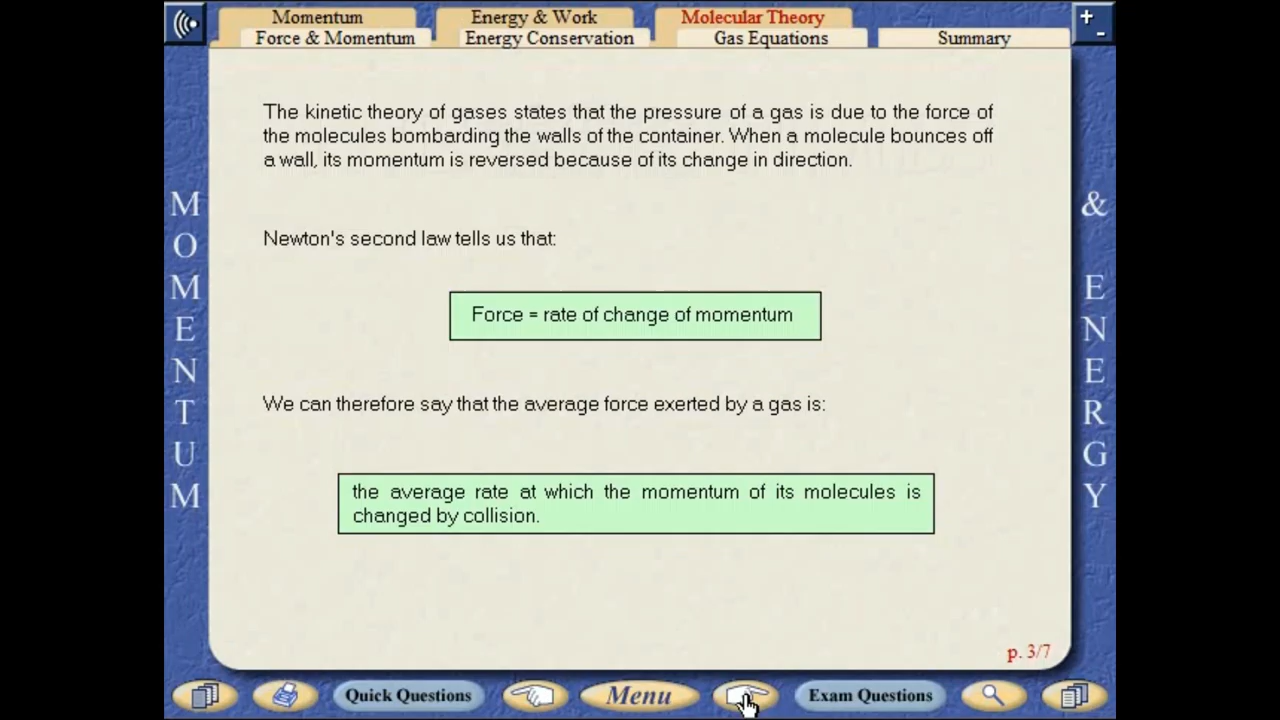 Momentum
Energy & Work
Molecular Theory
Force & Momentum
Energy Conservation
Gas Equations
Summary
+
-
The kinetic theory of gases states that the pressure of a gas is due to the force of
the molecules bombarding the walls of the container. When a molecule bounces off
a wall, its momentum is reversed because of its change in direction.
Newton's second law tells us that:
Force = rate of change of momentum
We can therefore say that the average force exerted by a gas is:
the average rate at which the momentum of its molecules is
changed by collision.
MOMENTUM
& ENERGY
p. 3/7
Quick Questions
Menu
Exam Questions